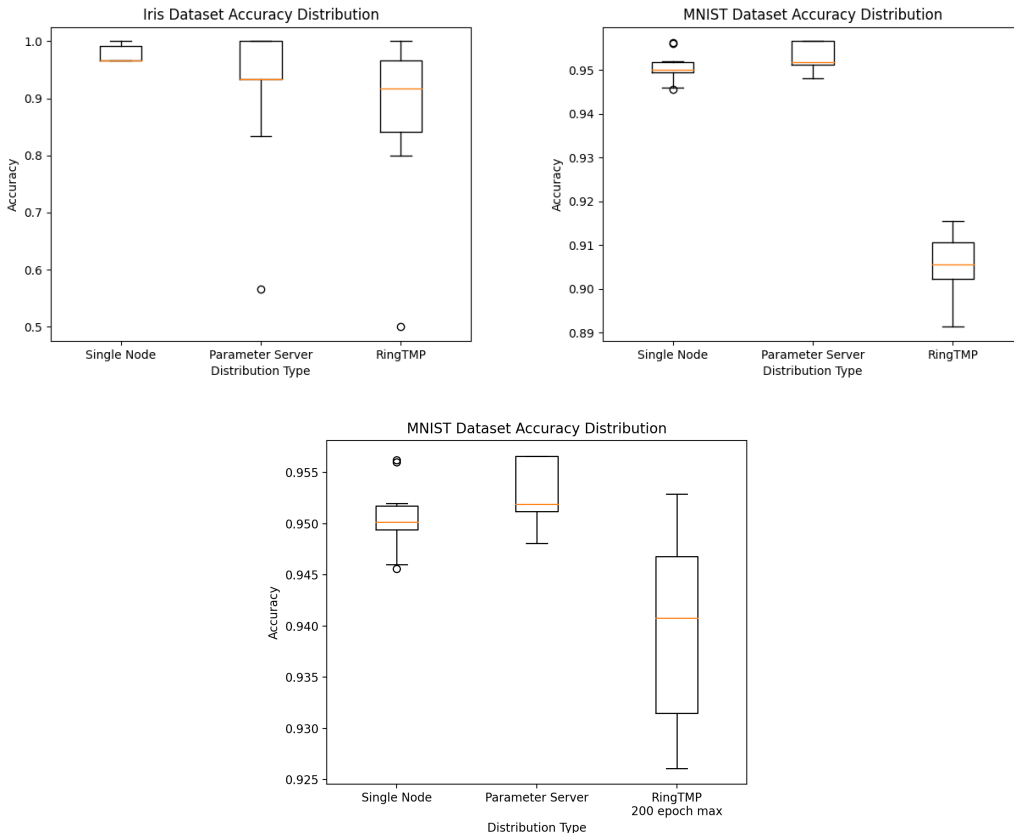 Iris Dataset Accuracy Distribution
1.0
0.9
0.8
0.7
0.6
0.5
Accuracy
Single Node
Parameter Server
RingTMP
Distribution Type
MNIST Dataset Accuracy Distribution
0.95
0.94
0.93
0.92
0.91
0.90
0.89
Accuracy
Single Node
Parameter Server
RingTMP
Distribution Type
MNIST Dataset Accuracy Distribution
0.955
0.950
0.945
0.940
0.935
0.930
0.925
Accuracy
Single Node
Parameter Server
RingTMP
200 epoch max
Distribution Type